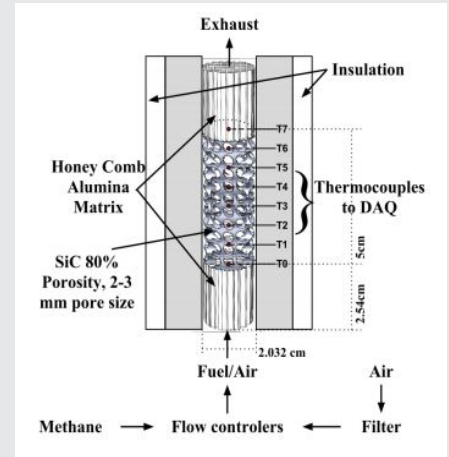 Exhaust
Insulation
T7
T6
T5
T4
T3
T2
T1
T0
Honey Comb
Alumina
Matrix
Thermocouples
to DAQ
SiC 80%
Porosity, 2-3
mm pore size
5cm
2.54cm
2.032 cm
Fuel/Air
Air
Methane
Flow controlers
Filter